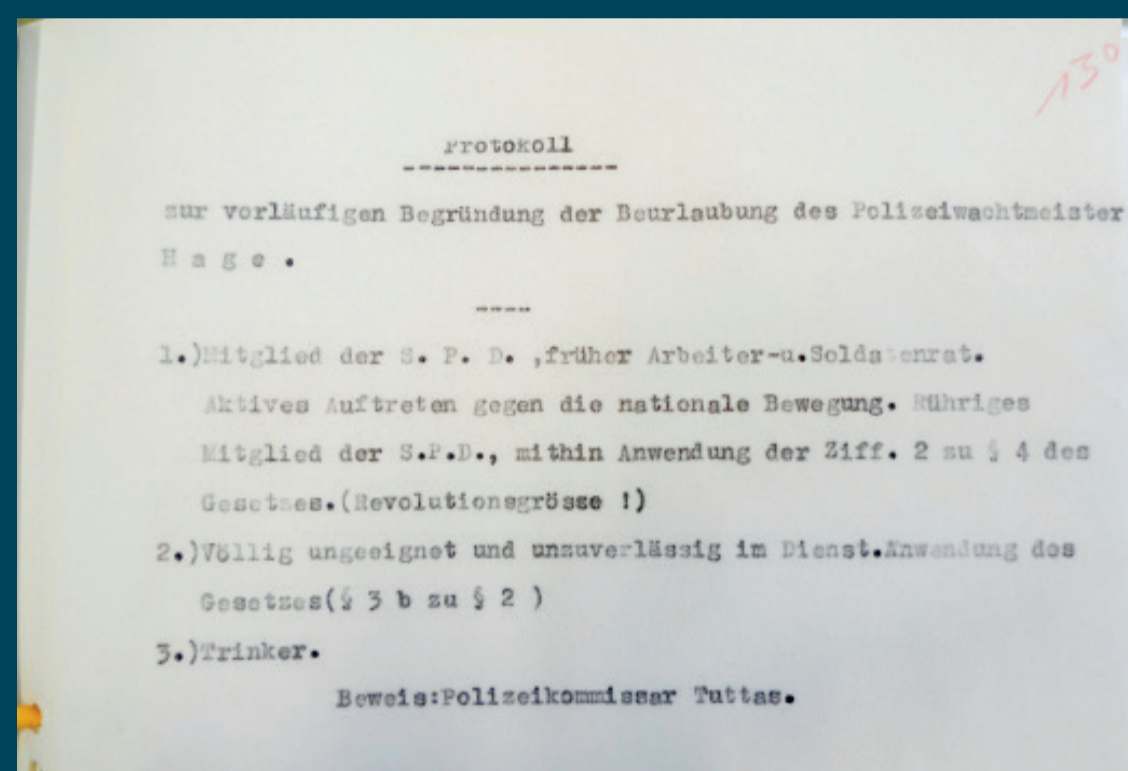 130
Protokoll
---------------
zur vorläufigen Begründung der Beurlaubung des Polizeiwachtmeister
H a g e .
----
1.)Mitglied der S. P. D. ,früher Arbeiter-u.Soldatenrat.
Aktives Auftreten gegen die nationale Bewegung. Rühriges
Mitglied der S.P.D., mithin Anwendung der Ziff. 2 zu § 4 des
Gesetzes.(Revolutionsgrösse !)
2.)Völlig ungeeignet und unzuverlässig im Dienst.Anwendung des
Gesetzes(§ 3 b zu § 2 )
3.)Trinker.
Beweis:Polizeikommissar Tuttas.